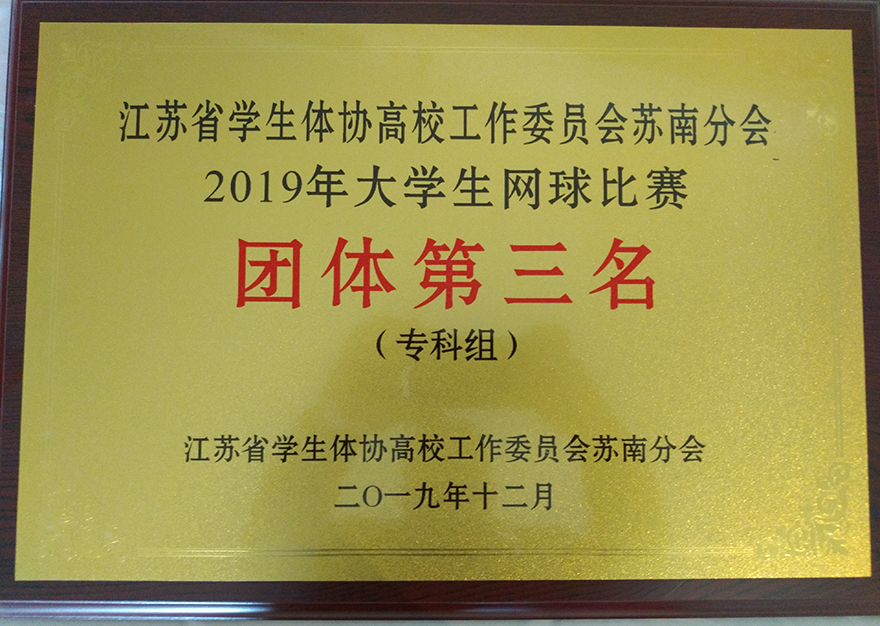 江苏省学生体协高校工作委员会苏南分会
2019年大学生网球比赛
团体第三名
（专科组）
江苏省学生体协高校工作委员会苏南分会
二〇一九年十二月